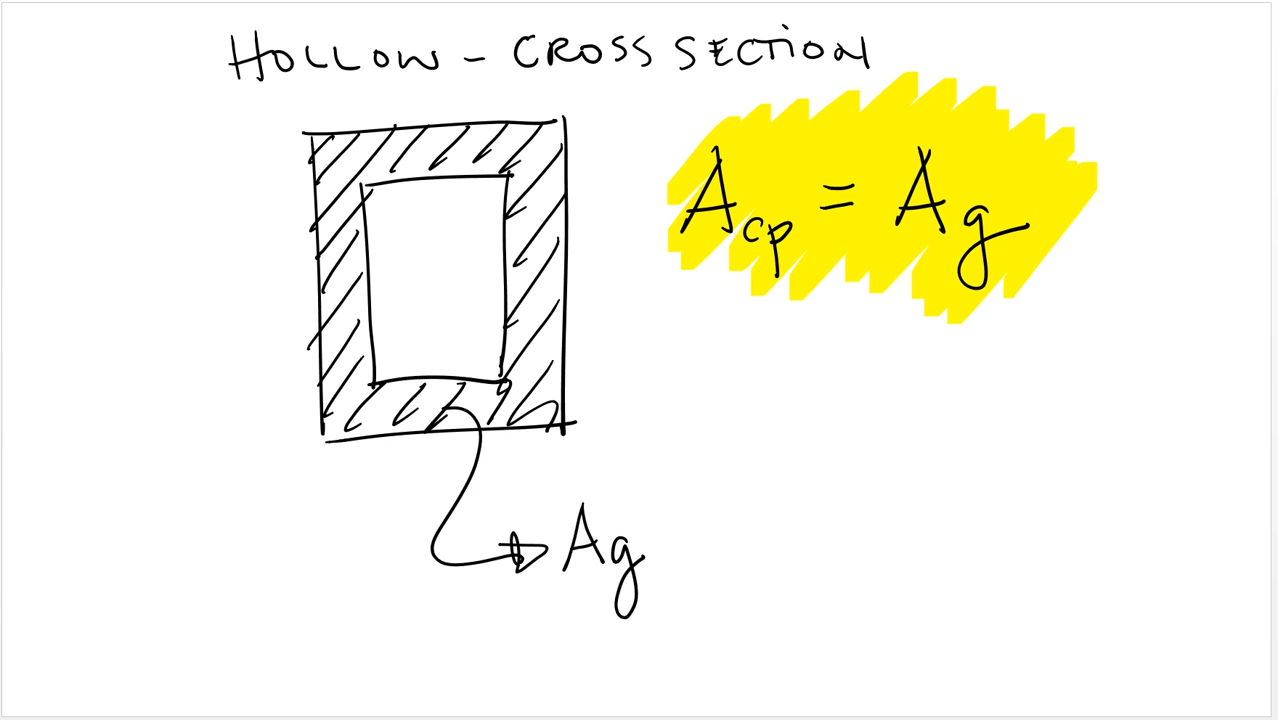 HOLLOW - CROSS SECTION
Acp = Ag
Ag